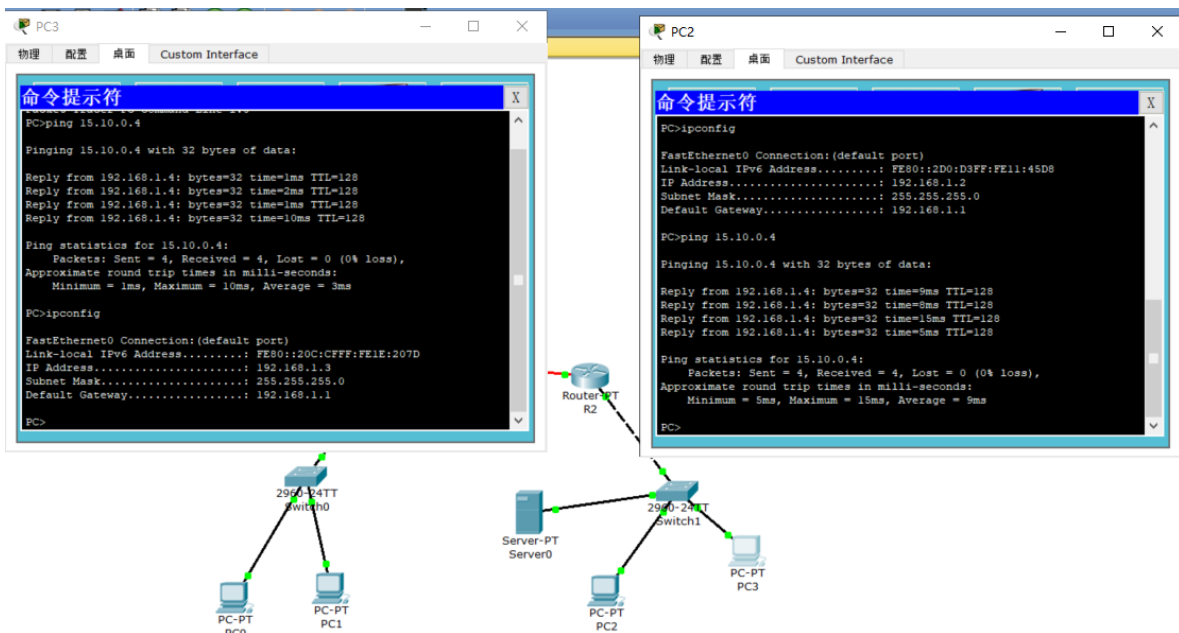 PC3
物理 配置 桌面 Custom Interface
命令提示符
X
PC>ping 15.10.0.4
Pinging 15.10.0.4 with 32 bytes of data:
Reply from 192.168.1.4: bytes=32 time=1ms TTL=128
Reply from 192.168.1.4: bytes=32 time=2ms TTL=128
Reply from 192.168.1.4: bytes=32 time=1ms TTL=128
Reply from 192.168.1.4: bytes=32 time=10ms TTL=128
Ping statistics for 15.10.0.4:
Packets: Sent = 4, Received = 4, Lost = 0 (0% loss),
Approximate round trip times in milli-seconds:
Minimum = 1ms, Maximum = 10ms, Average = 3ms
PC>ipconfig
FastEthernet0 Connection:(default port)
Link-local IPv6 Address.........: FE80::20C:CFFF:FE1E:207D
IP Address......................: 192.168.1.3
Subnet Mask.....................: 255.255.255.0
Default Gateway.................: 192.168.1.1
PC>
PC2
物理 配置 桌面 Custom Interface
命令提示符
X
PC>ipconfig
FastEthernet0 Connection:(default port)
Link-local IPv6 Address.........: FE80::2D0:D3FF:FE11:45D8
IP Address......................: 192.168.1.2
Subnet Mask.....................: 255.255.255.0
Default Gateway.................: 192.168.1.1
PC>ping 15.10.0.4
Pinging 15.10.0.4 with 32 bytes of data:
Reply from 192.168.1.4: bytes=32 time=9ms TTL=128
Reply from 192.168.1.4: bytes=32 time=8ms TTL=128
Reply from 192.168.1.4: bytes=32 time=15ms TTL=128
Reply from 192.168.1.4: bytes=32 time=5ms TTL=128
Ping statistics for 15.10.0.4:
Packets: Sent = 4, Received = 4, Lost = 0 (0% loss),
Approximate round trip times in milli-seconds:
Minimum = 5ms, Maximum = 15ms, Average = 9ms
PC>
Router-PT
R2
2960-24TT
Switch0
2960-24TT
Switch1
Server-PT
Server0
PC-PT
PC3
PC-PT
PC0
PC-PT
PC1
PC-PT
PC2